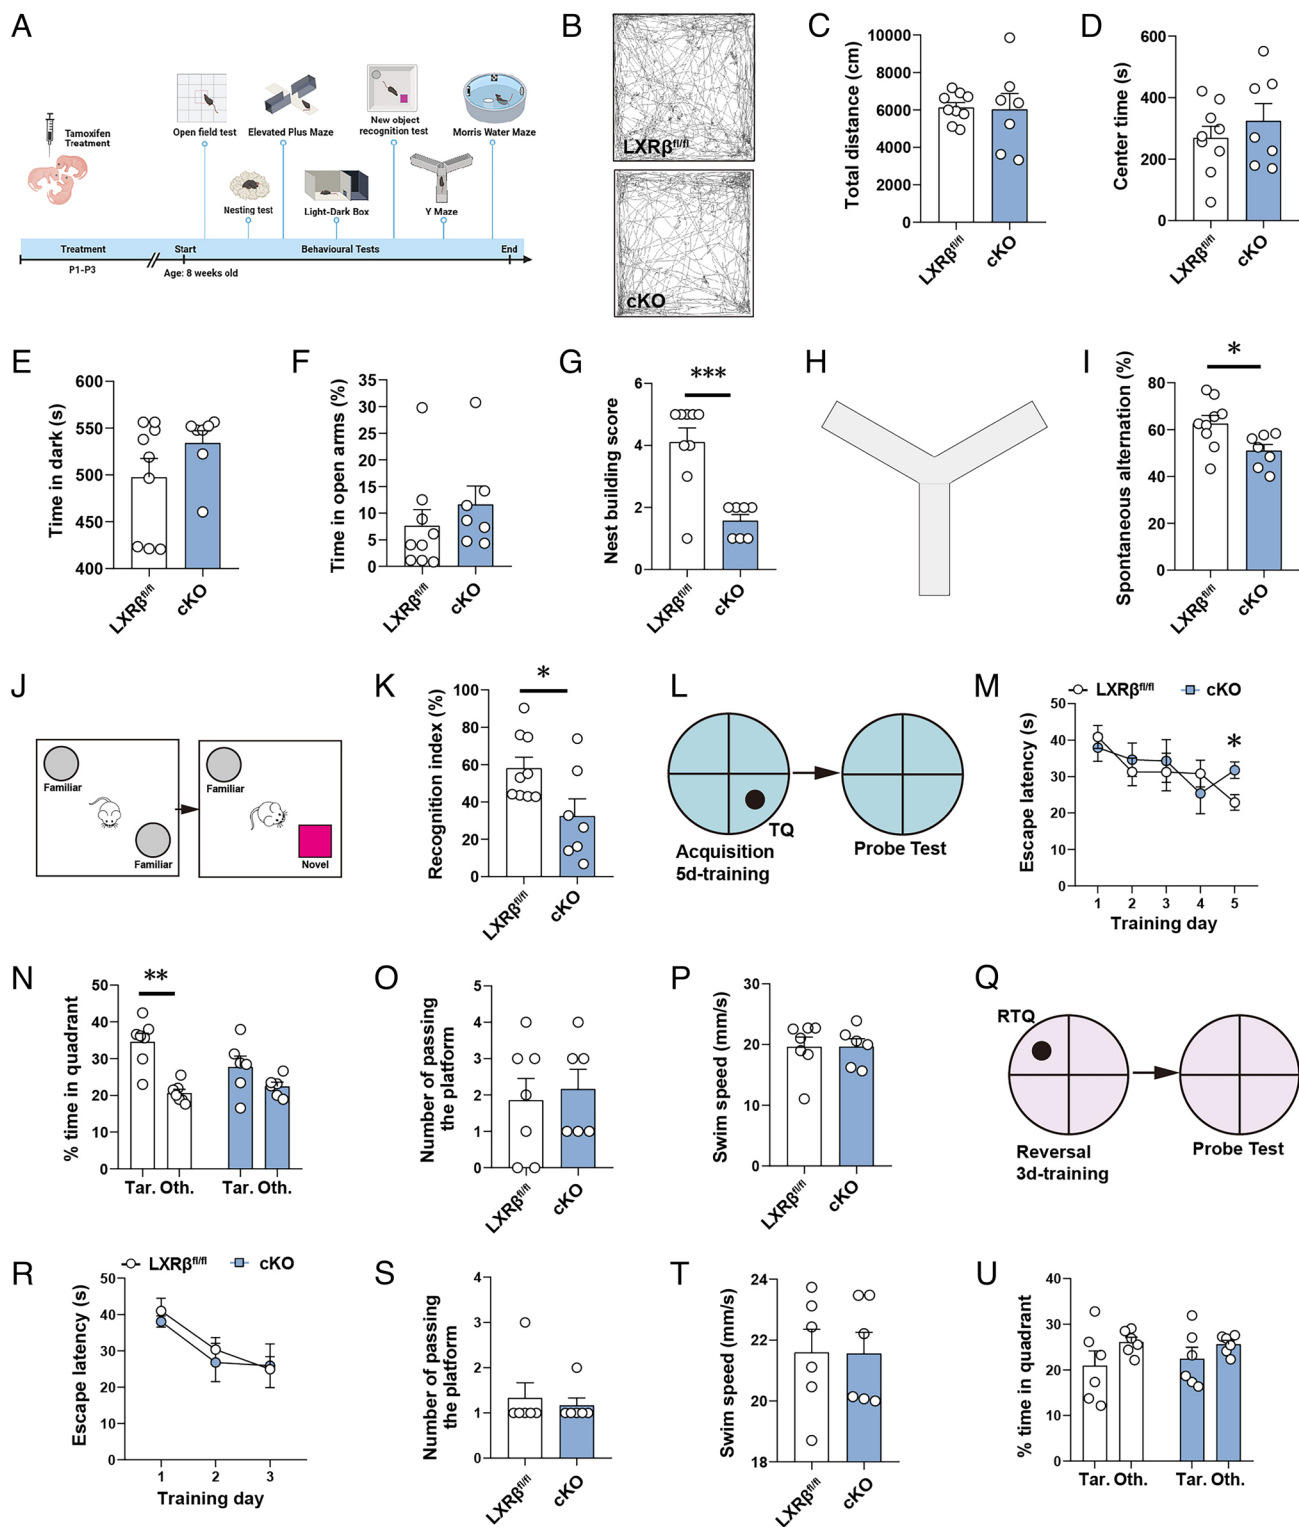 A
Tamoxifen
Treatment
Open field test
Elevated Plus Maze
New object
recognition test
Morris Water Maze
Nesting test
Light-Dark Box
Y Maze
Treatment
Start
Behavioural Tests
End
P1-P3
Age: 8 weeks old
B
LXRβfl/fl
cKO
C
Total distance (cm)
10000
8000
6000
4000
2000
0
LXRβfl/fl
cKO
D
Center time (s)
600
400
200
0
LXRβfl/fl
cKO
E
Time in dark (s)
600
550
500
450
400
LXRβfl/fl
cKO
F
Time in open arms (%)
35
30
25
20
15
10
5
0
LXRβfl/fl
cKO
G
Nest building score
6
4
2
0
***
LXRβfl/fl
cKO
H
I
Spontaneous alternation (%)
80
60
40
20
0
*
LXRβfl/fl
cKO
J
Familiar
Familiar
Familiar
Novel
K
Recognition index (%)
100
80
60
40
20
0
*
LXRβfl/fl
cKO
L
TQ
Acquisition
5d-training
Probe Test
M
LXRβfl/fl
cKO
Escape latency (s)
50
40
30
20
10
0
*
1 2 3 4 5
Training day
N
% time in quadrant
50
40
30
20
10
0
**
Tar. Oth.
Tar. Oth.
O
Number of passing
the platform
5
4
3
2
1
0
LXRβfl/fl
cKO
P
Swim speed (mm/s)
30
20
10
0
LXRβfl/fl
cKO
Q
RTQ
Reversal
3d-training
Probe Test
R
LXRβfl/fl
cKO
Escape latency (s)
50
40
30
20
10
0
1 2 3
Training day
S
Number of passing
the platform
4
3
2
1
0
LXRβfl/fl
cKO
T
Swim speed (mm/s)
24
22
20
18
LXRβfl/fl
cKO
U
% time in quadrant
40
30
20
10
0
Tar. Oth.
Tar. Oth.